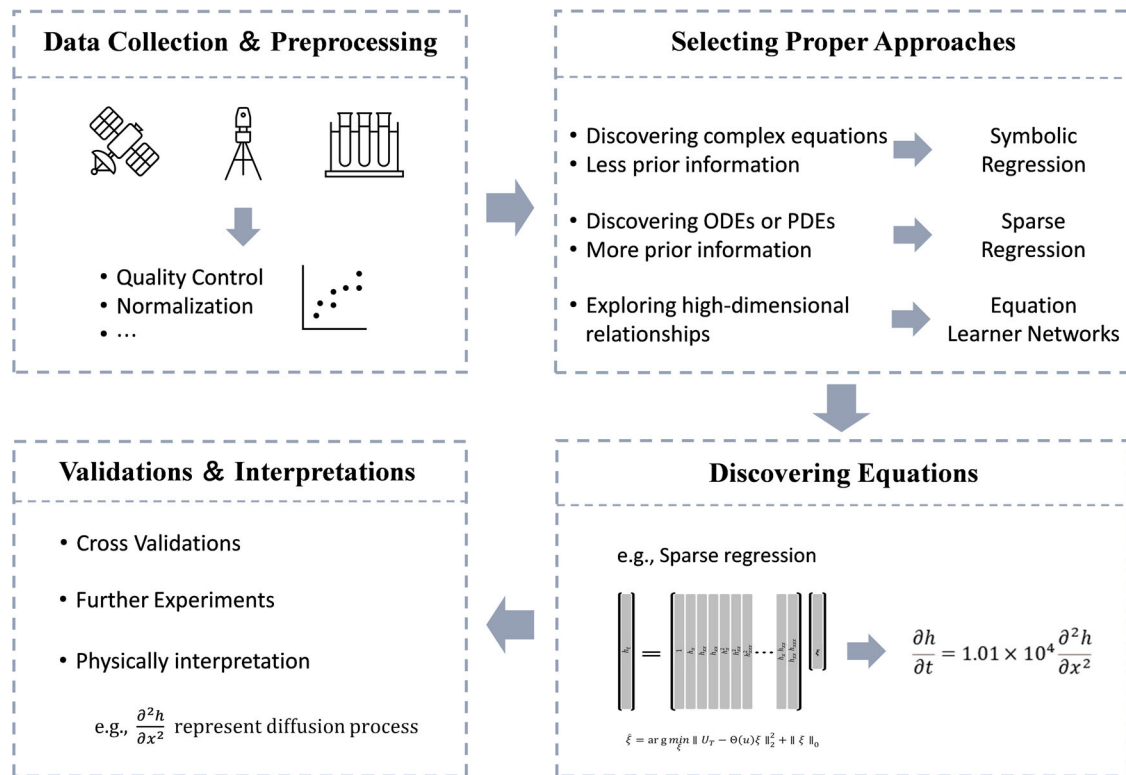 Data Collection & Preprocessing
• Quality Control
• Normalization
• ...
Selecting Proper Approaches
• Discovering complex equations
• Less prior information
Symbolic
Regression
• Discovering ODEs or PDEs
• More prior information
Sparse
Regression
• Exploring high-dimensional
relationships
Equation
Learner Networks
Discovering Equations
e.g., Sparse regression
∂h/∂t = 1.01 × 10⁴ ∂²h/∂x²
ξ̂ = arg min_ξ ‖ U_T − Θ(u)ξ ‖₂² + ‖ ξ ‖₀
Validations & Interpretations
• Cross Validations
• Further Experiments
• Physically interpretation
e.g., ∂²h/∂x² represent diffusion process